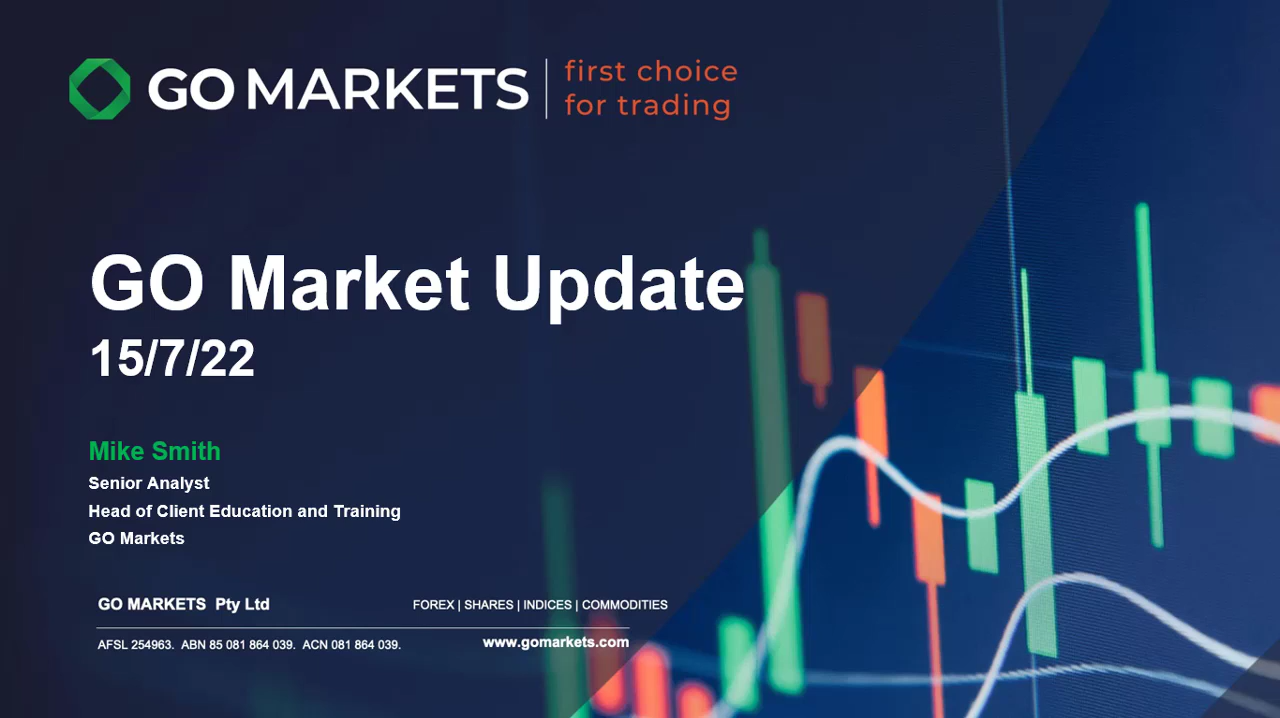 GO MARKETS
first choice
for trading
GO Market Update
15/7/22
Mike Smith
Senior Analyst
Head of Client Education and Training
GO Markets
GO MARKETS Pty Ltd
FOREX | SHARES | INDICES | COMMODITIES
AFSL 254963. ABN 85 081 864 039. ACN 081 864 039.
www.gomarkets.com